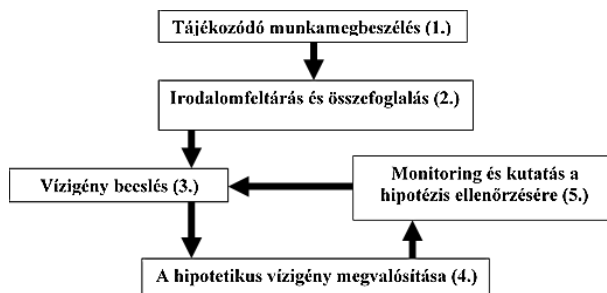 Tájékozódó munkamegbeszélés (1.)
Irodalomfeltárás és összefoglalás (2.)
Vízigény becslés (3.)
Monitoring és kutatás a
hipotézis ellenőrzésére (5.)
A hipotetikus vízigény megvalósítása (4.)